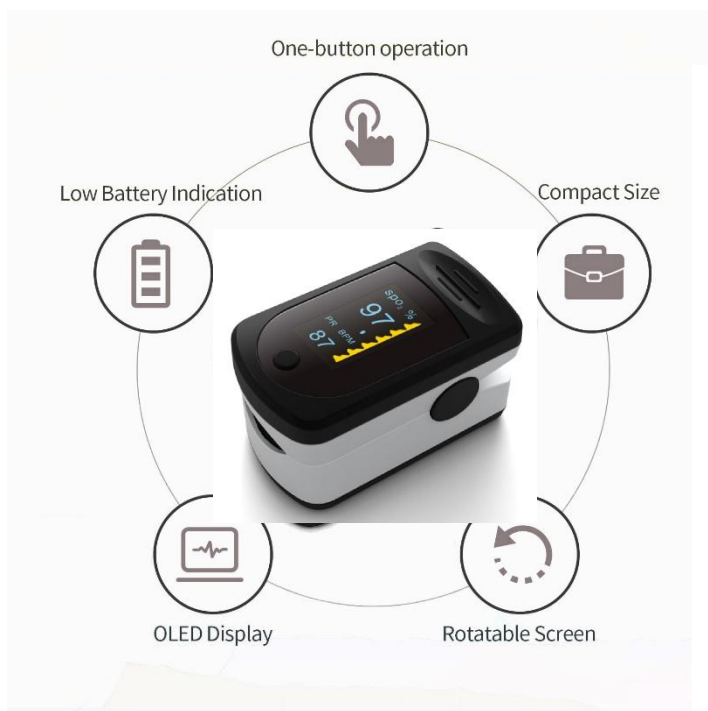 One-button operation
Low Battery Indication
Compact Size
spo₂ %
97
PR BPM
87
OLED Display
Rotatable Screen